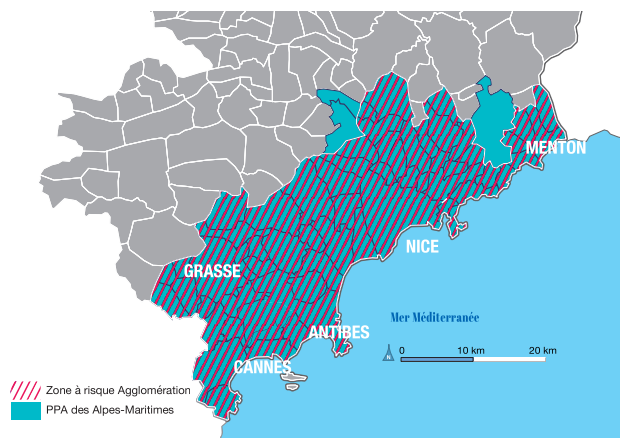 MENTON
NICE
GRASSE
Mer Méditerranée
ANTIBES
N
0 10 km 20 km
CANNES
Zone à risque Agglomération
PPA des Alpes-Maritimes